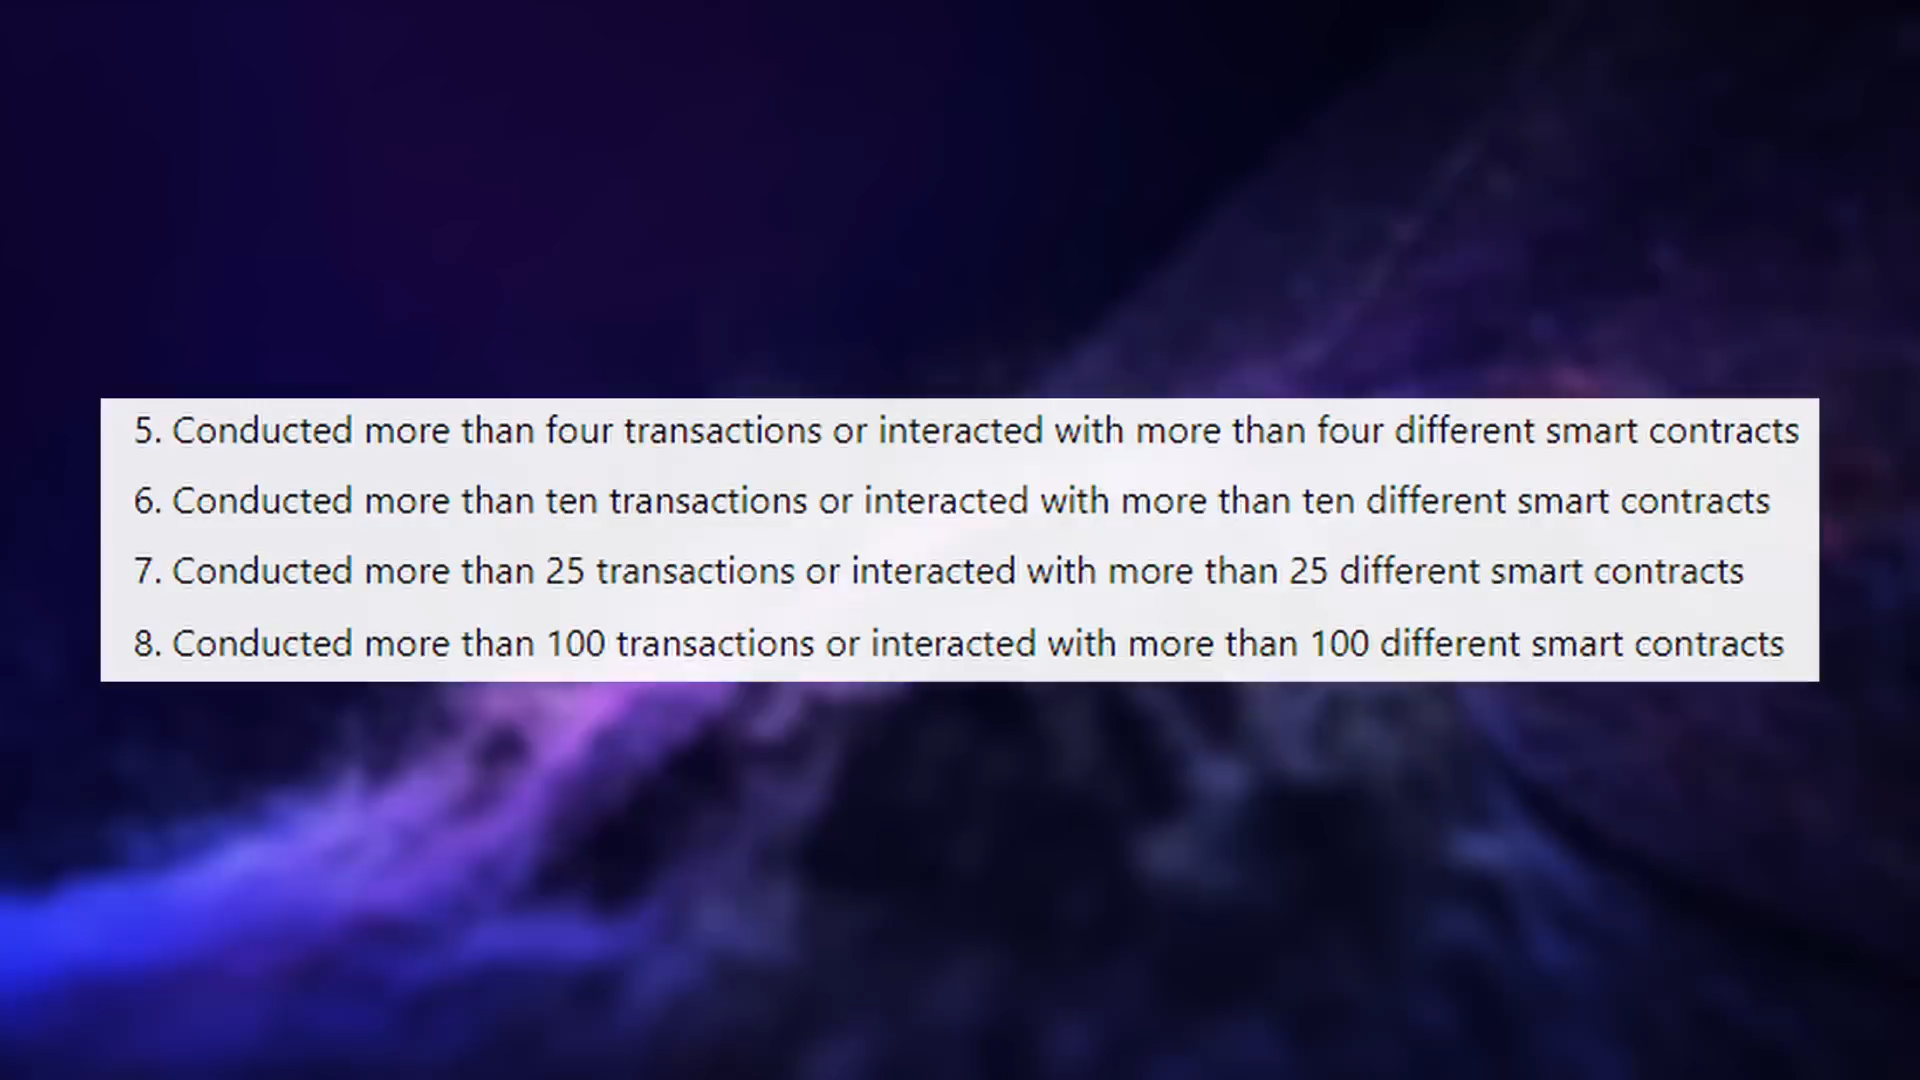 5. Conducted more than four transactions or interacted with more than four different smart contracts
6. Conducted more than ten transactions or interacted with more than ten different smart contracts
7. Conducted more than 25 transactions or interacted with more than 25 different smart contracts
8. Conducted more than 100 transactions or interacted with more than 100 different smart contracts